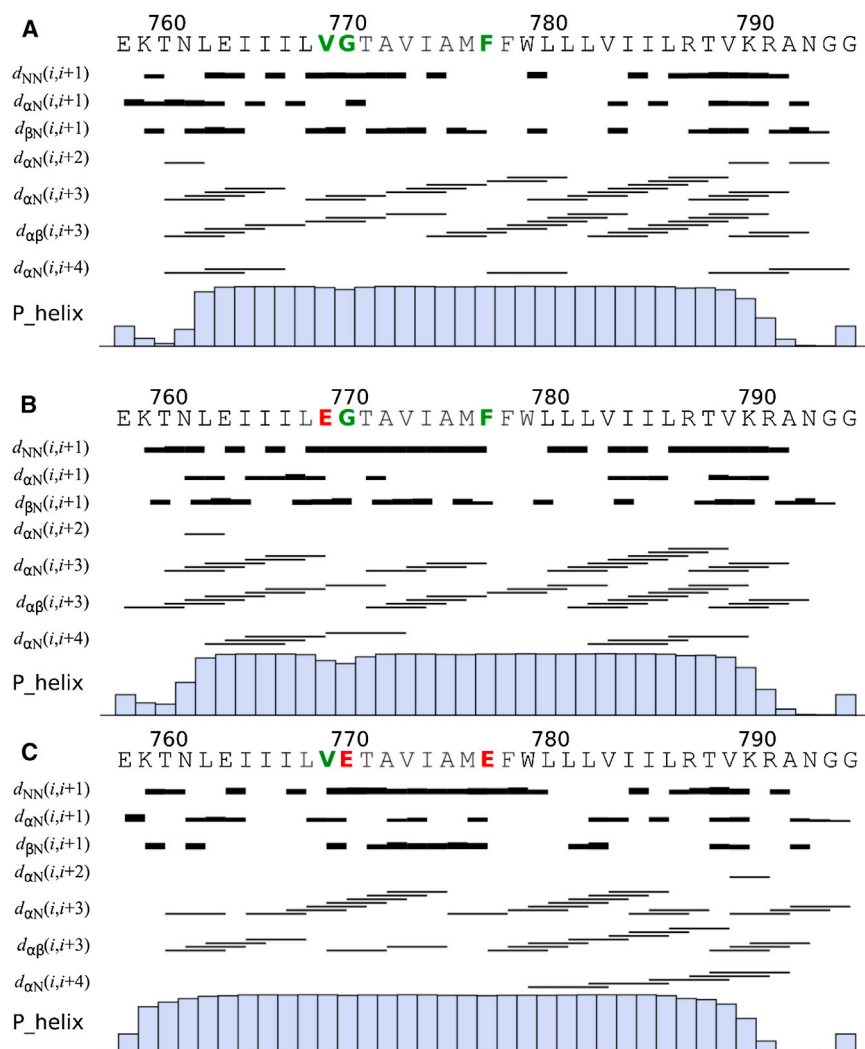 A
760 770 780 790
EKTNLEIIILVGTAVIAMFFWLLLVIILRTVKRANGG
dNN(i,i+1)
dαN(i,i+1)
dβN(i,i+1)
dαN(i,i+2)
dαN(i,i+3)
dαβ(i,i+3)
dαN(i,i+4)
P_helix
B
760 770 780 790
EKTNLEIIILEGTAVIAMFFWLLLVIILRTVKRANGG
dNN(i,i+1)
dαN(i,i+1)
dβN(i,i+1)
dαN(i,i+2)
dαN(i,i+3)
dαβ(i,i+3)
dαN(i,i+4)
P_helix
C
760 770 780 790
EKTNLEIIILVETAVIAMEFWLLLVIILRTVKRANGG
dNN(i,i+1)
dαN(i,i+1)
dβN(i,i+1)
dαN(i,i+2)
dαN(i,i+3)
dαβ(i,i+3)
dαN(i,i+4)
P_helix